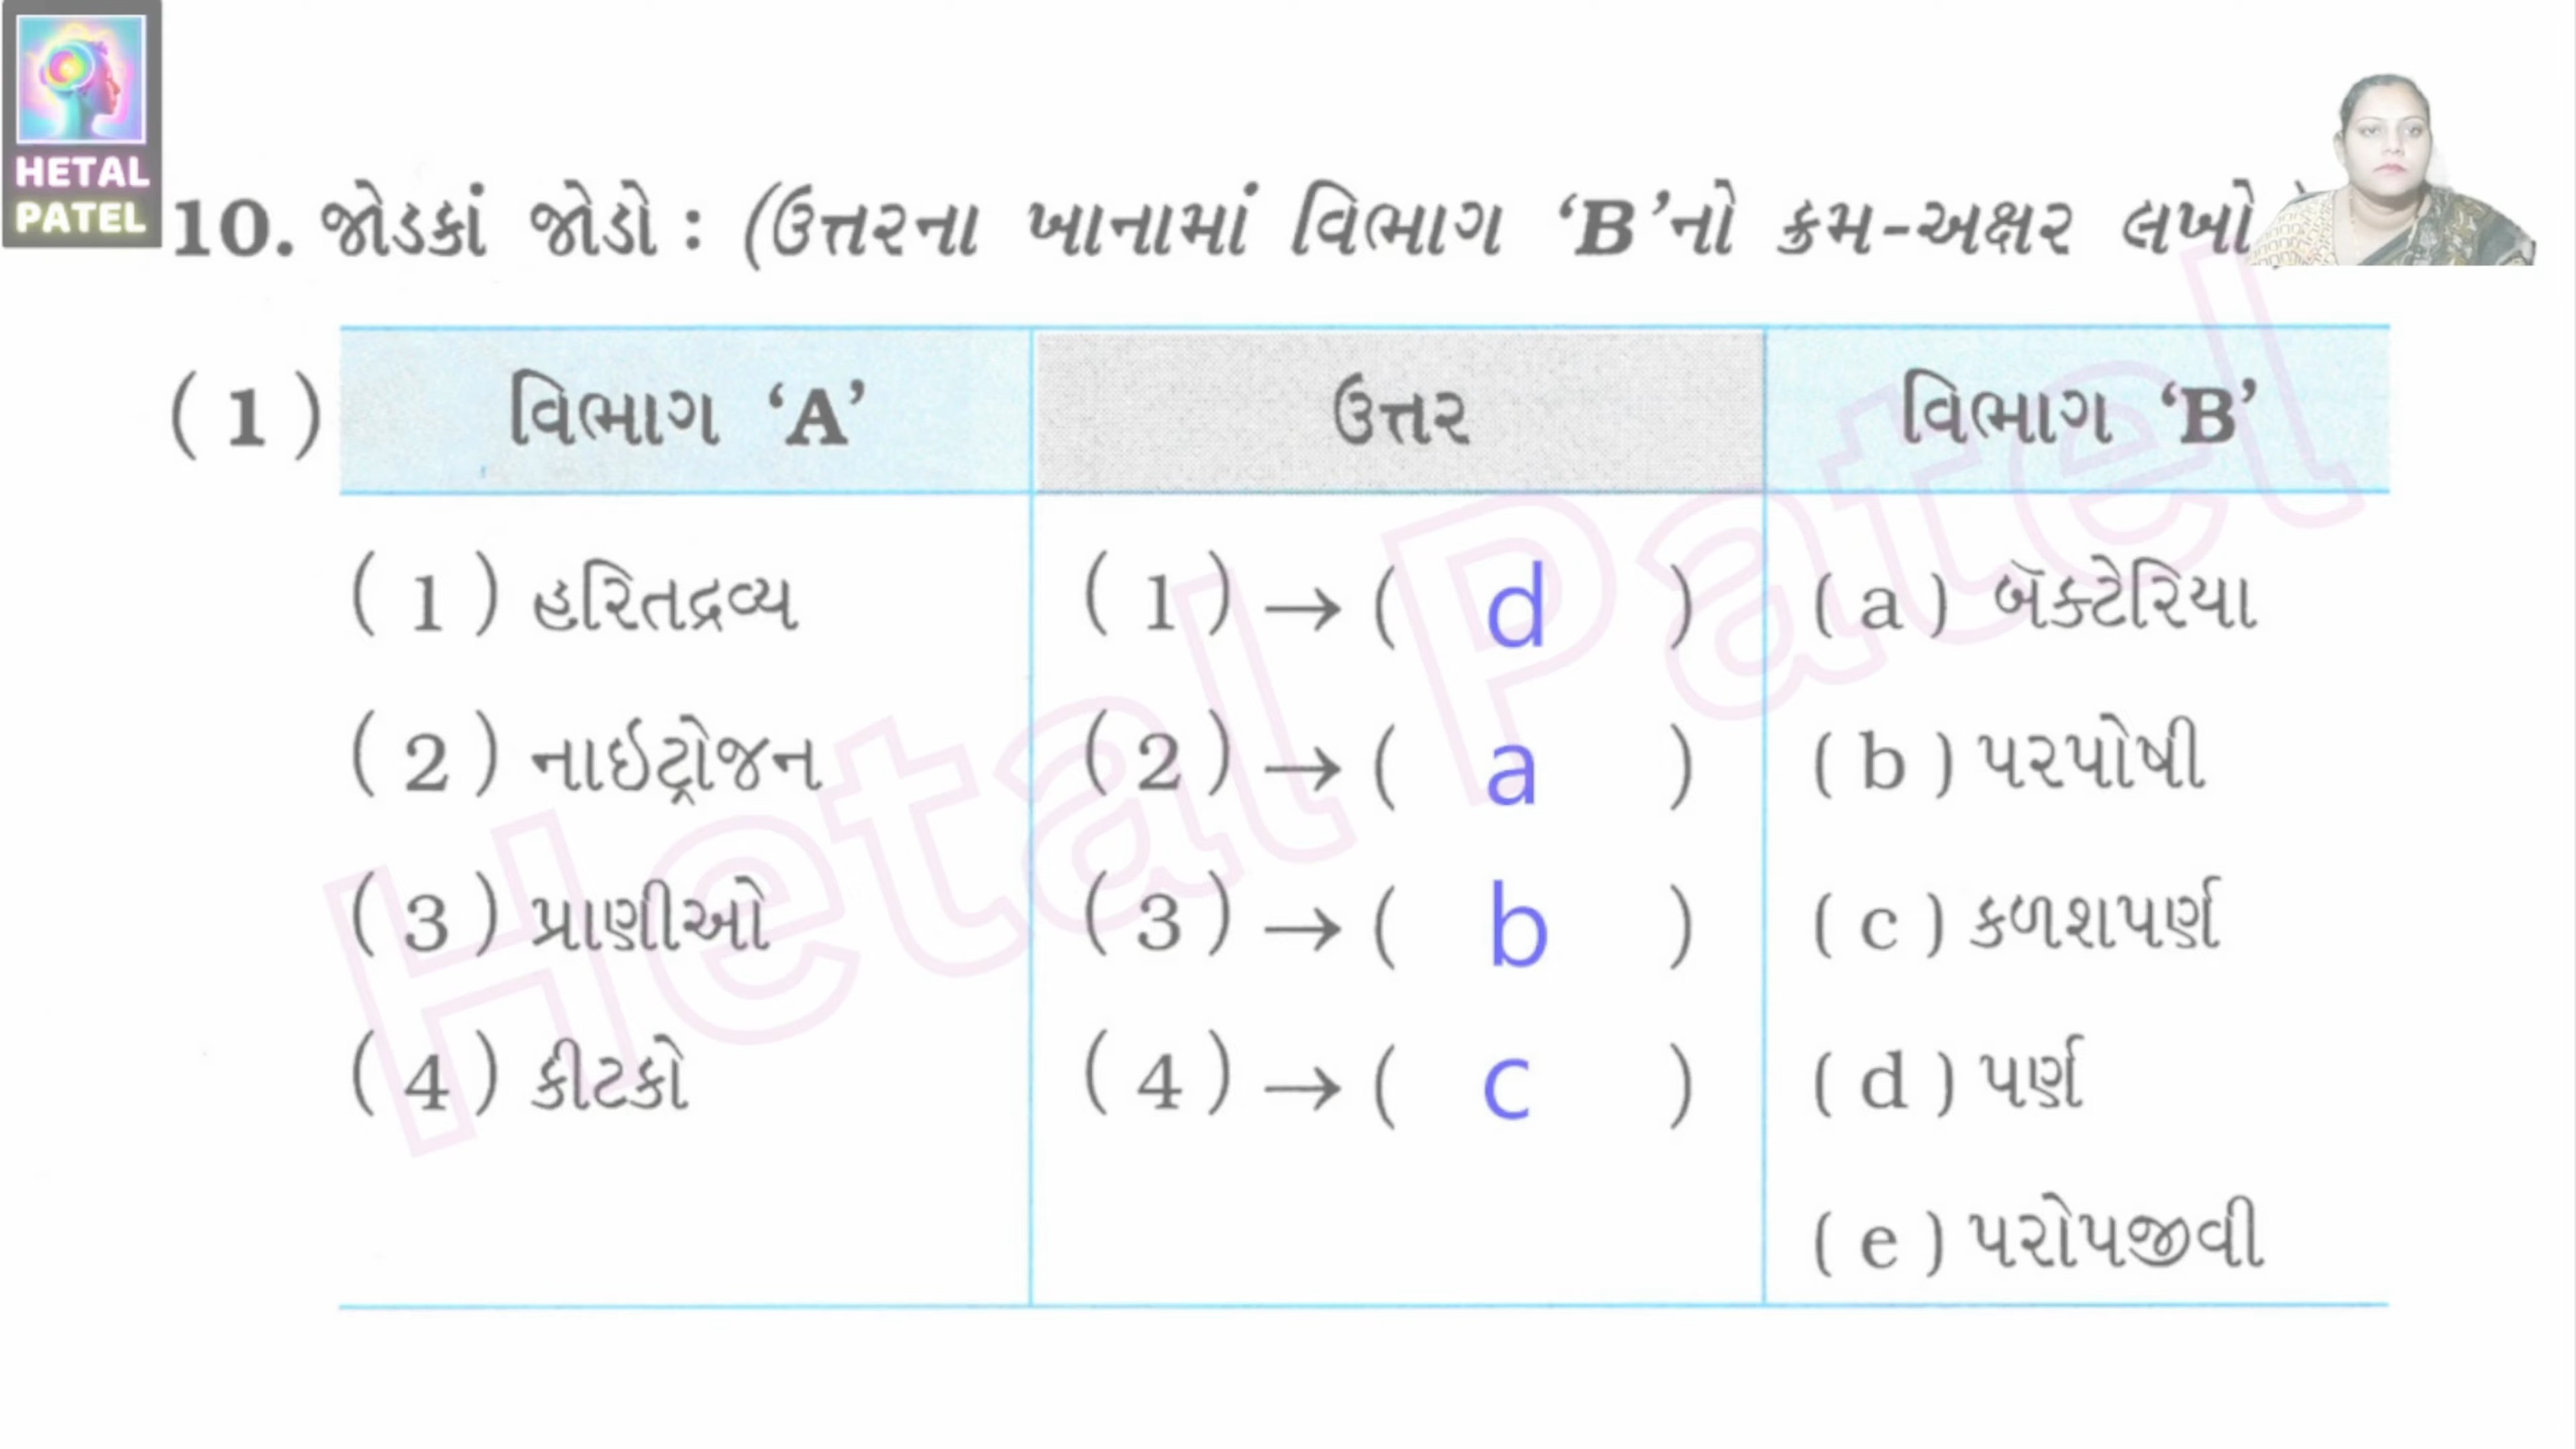 HETAL
PATEL
10. જોડકાં જોડો : (ઉત્તરના ખાનામાં વિભાગ ‘B’નો ક્રમ-અક્ષર લખો
(1) વિભાગ ‘A’ ઉત્તર વિભાગ ‘B’
(1) હરિતદ્રવ્ય (1) → ( d ) (a) બૅક્ટેરિયા
(2) નાઇટ્રોજન (2) → ( a ) (b) પરપોષી
(3) પ્રાણીઓ (3) → ( b ) (c) કળશપર્ણ
(4) કીટકો (4) → ( c ) (d) પર્ણ
(e) પરોપજીવી
Hetal Patel